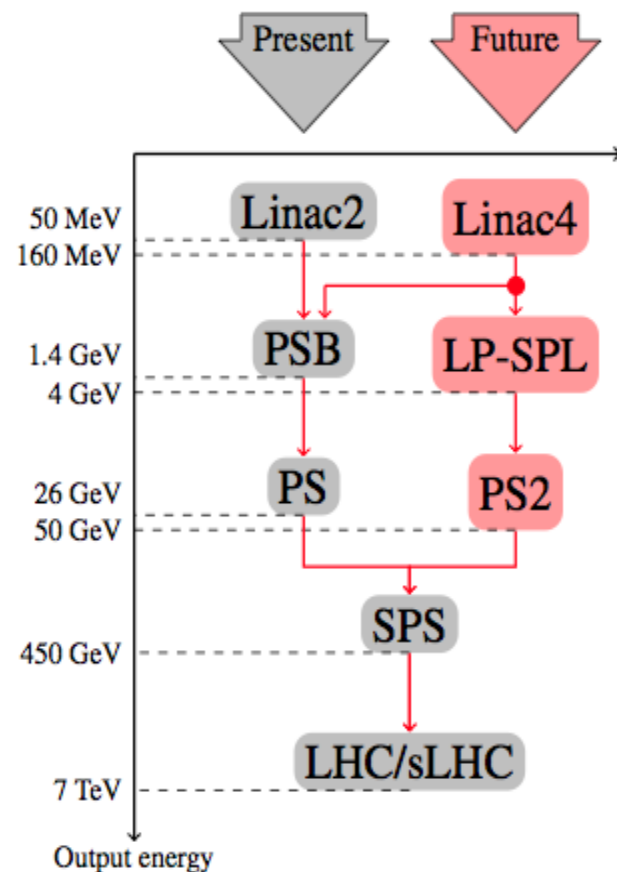 Present
Future
50 MeV
Linac2
Linac4
160 MeV
1.4 GeV
PSB
LP-SPL
4 GeV
26 GeV
PS
PS2
50 GeV
SPS
450 GeV
LHC/sLHC
7 TeV
Output energy